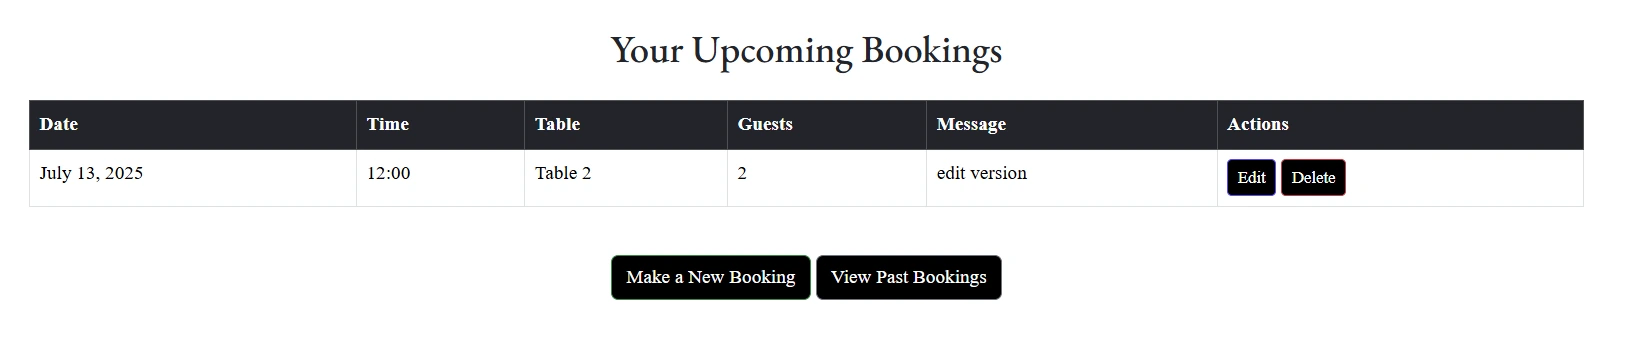 Your Upcoming Bookings
Date Time Table Guests Message Actions
July 13, 2025 12:00 Table 2 2 edit version Edit Delete
Make a New Booking View Past Bookings